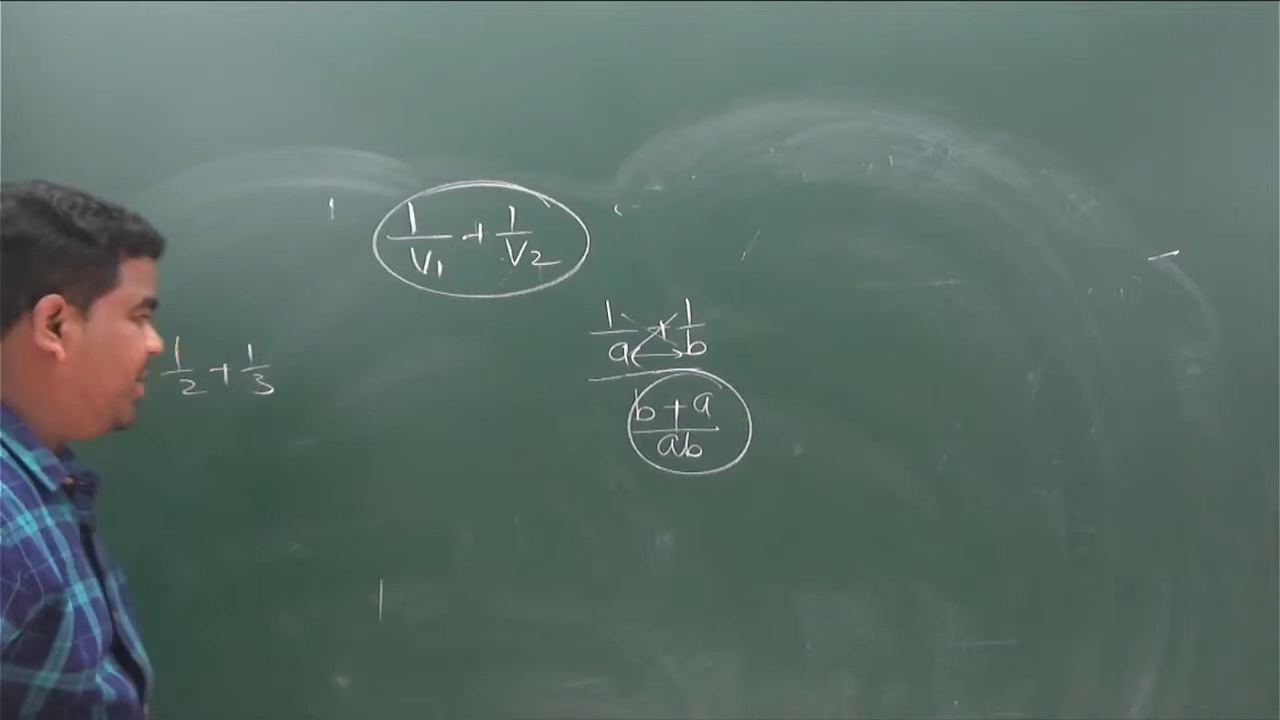 1/V₁ + 1/V₂
1/a + 1/b
b + a / ab
1/2 + 1/3